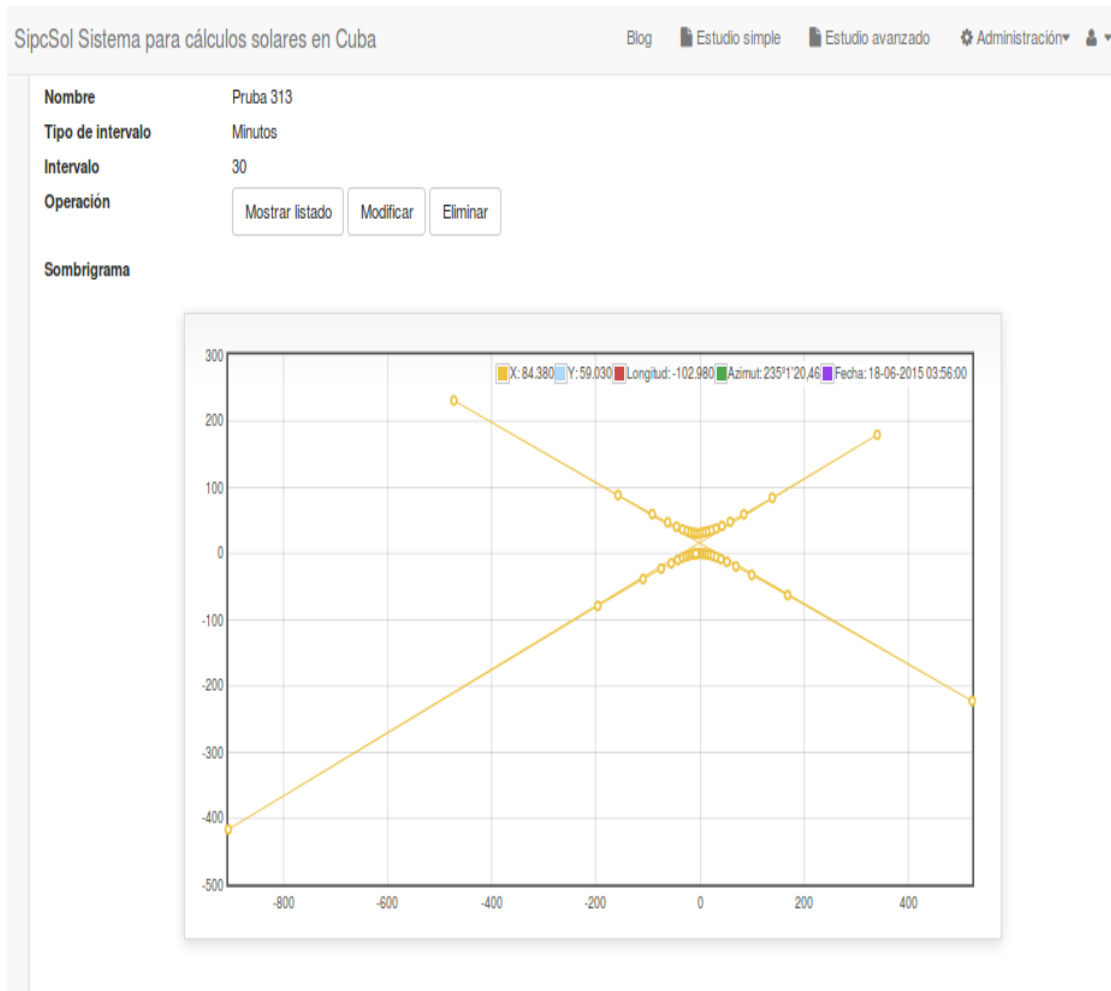 SipcSol Sistema para cálculos solares en Cuba Blog Estudio simple Estudio avanzado Administración
Nombre Pruba 313
Tipo de intervalo Minutos
Intervalo 30
Operación Mostrar listado Modificar Eliminar
Sombrigrama
X: 84.380 Y: 59.030 Longitud: -102.980 Azimut: 235º1'20,46 Fecha: 18-06-2015 03:56:00
300
200
100
0
-100
-200
-300
-400
-500
-800 -600 -400 -200 0 200 400